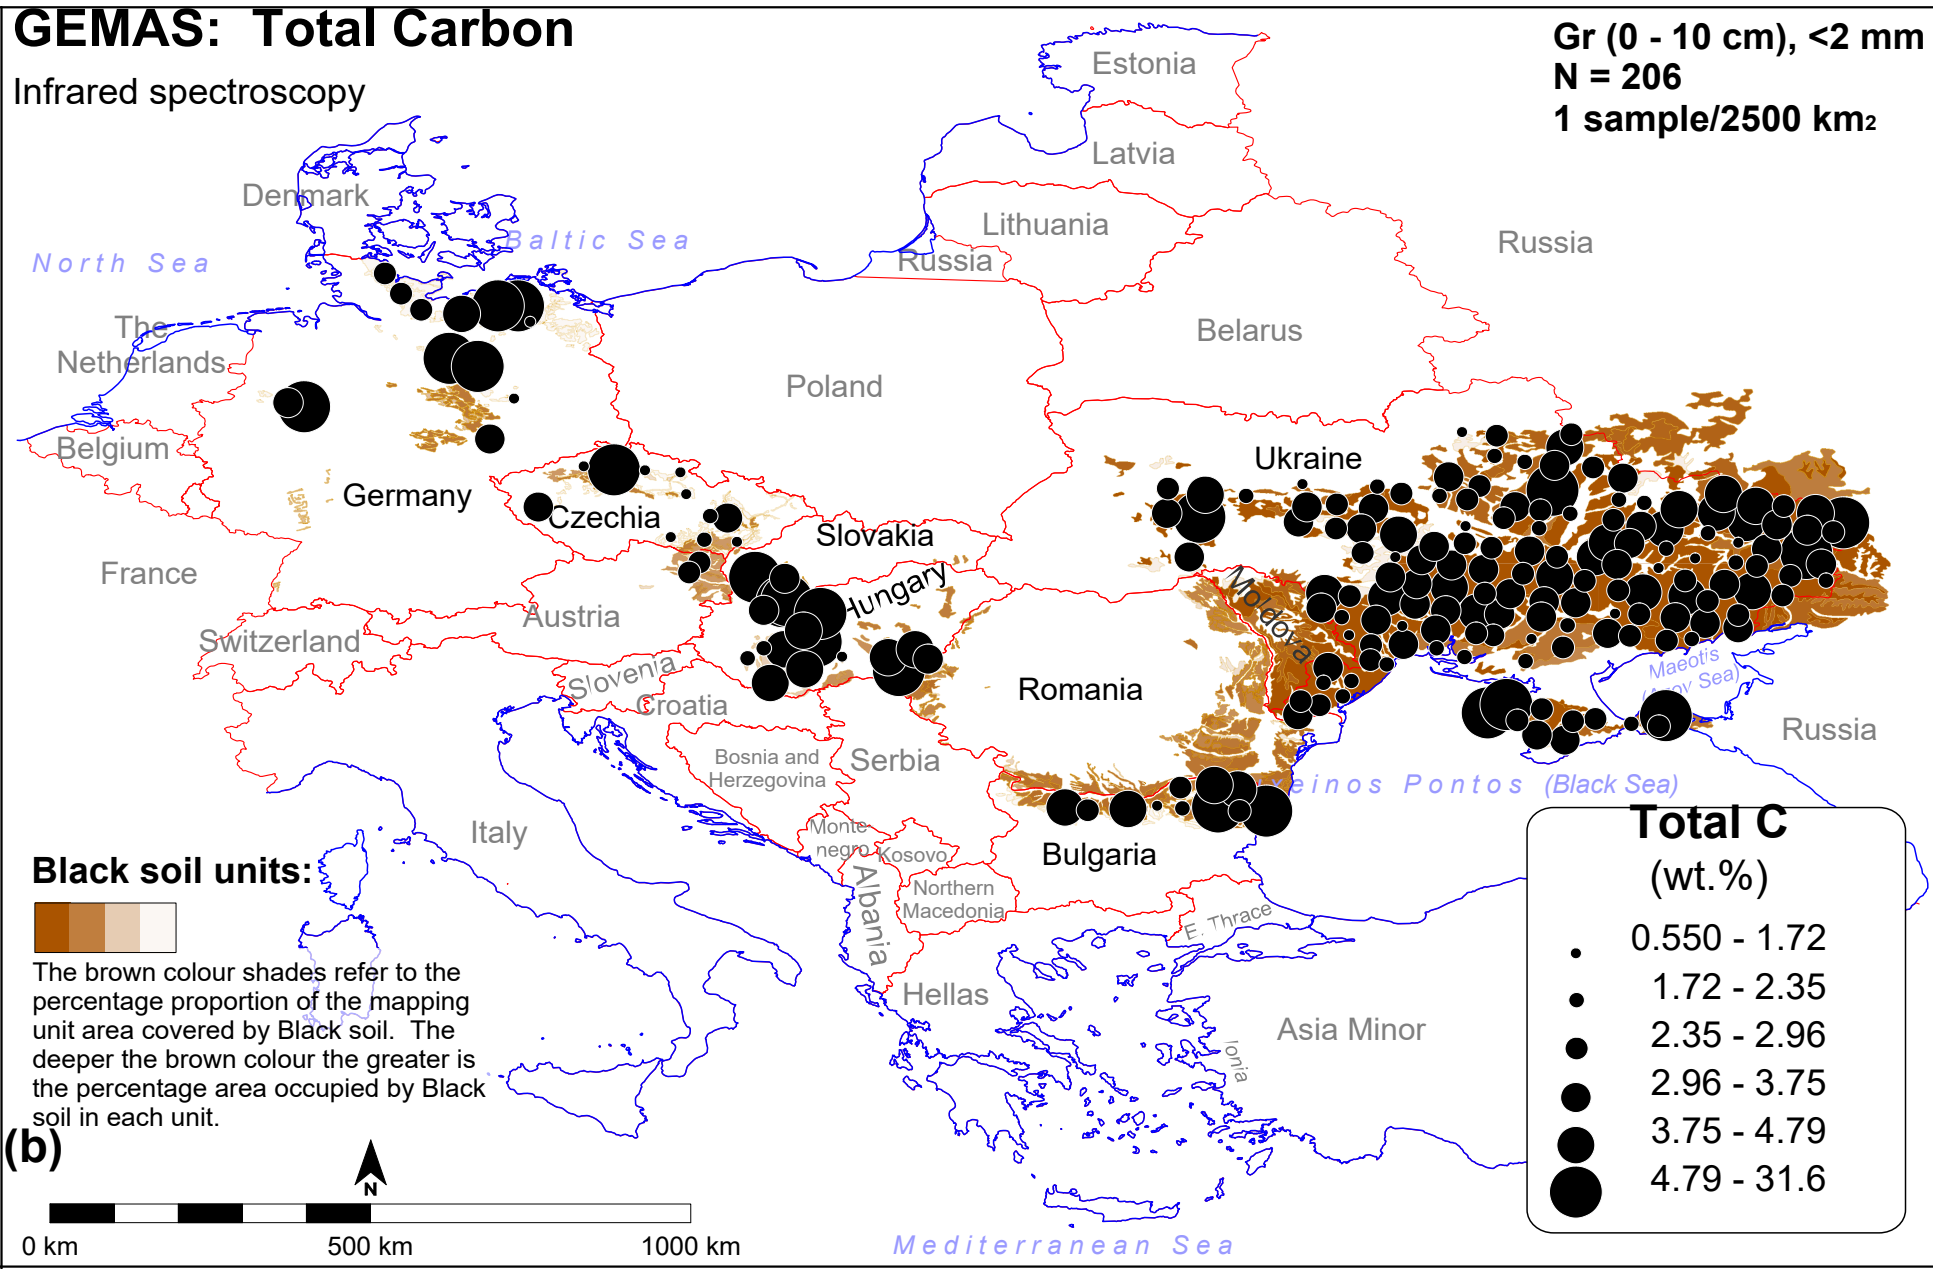 GEMAS:  Total Carbon
Infrared spectroscopy
Gr (0 - 10 cm), <2 mm
N = 206
1 sample/2500 km2
Estonia
Latvia
Lithuania
Russia
Russia
Denmark
Baltic Sea
North Sea
The
Netherlands
Belarus
Poland
Belgium
Germany
Ukraine
Czechia
Slovakia
France
Hungary
Austria
Moldova
Switzerland
Slovenia
Croatia
Romania
Maeotis
(Azov Sea)
Russia
Bosnia and
Herzegovina
Serbia
xeinos Pontos (Black Sea)
Italy
Monte-
negro
Kosovo
Bulgaria
Albania
Northern
Macedonia
E. Thrace
Hellas
Asia Minor
Ionia
Mediterranean Sea
Black soil units:
The brown colour shades refer to the
percentage proportion of the mapping
unit area covered by Black soil.  The
deeper the brown colour the greater is
the percentage area occupied by Black
soil in each unit.
(b)
N
0 km
500 km
1000 km
Total C
(wt.%)
0.550 - 1.72
1.72 - 2.35
2.35 - 2.96
2.96 - 3.75
3.75 - 4.79
4.79 - 31.6